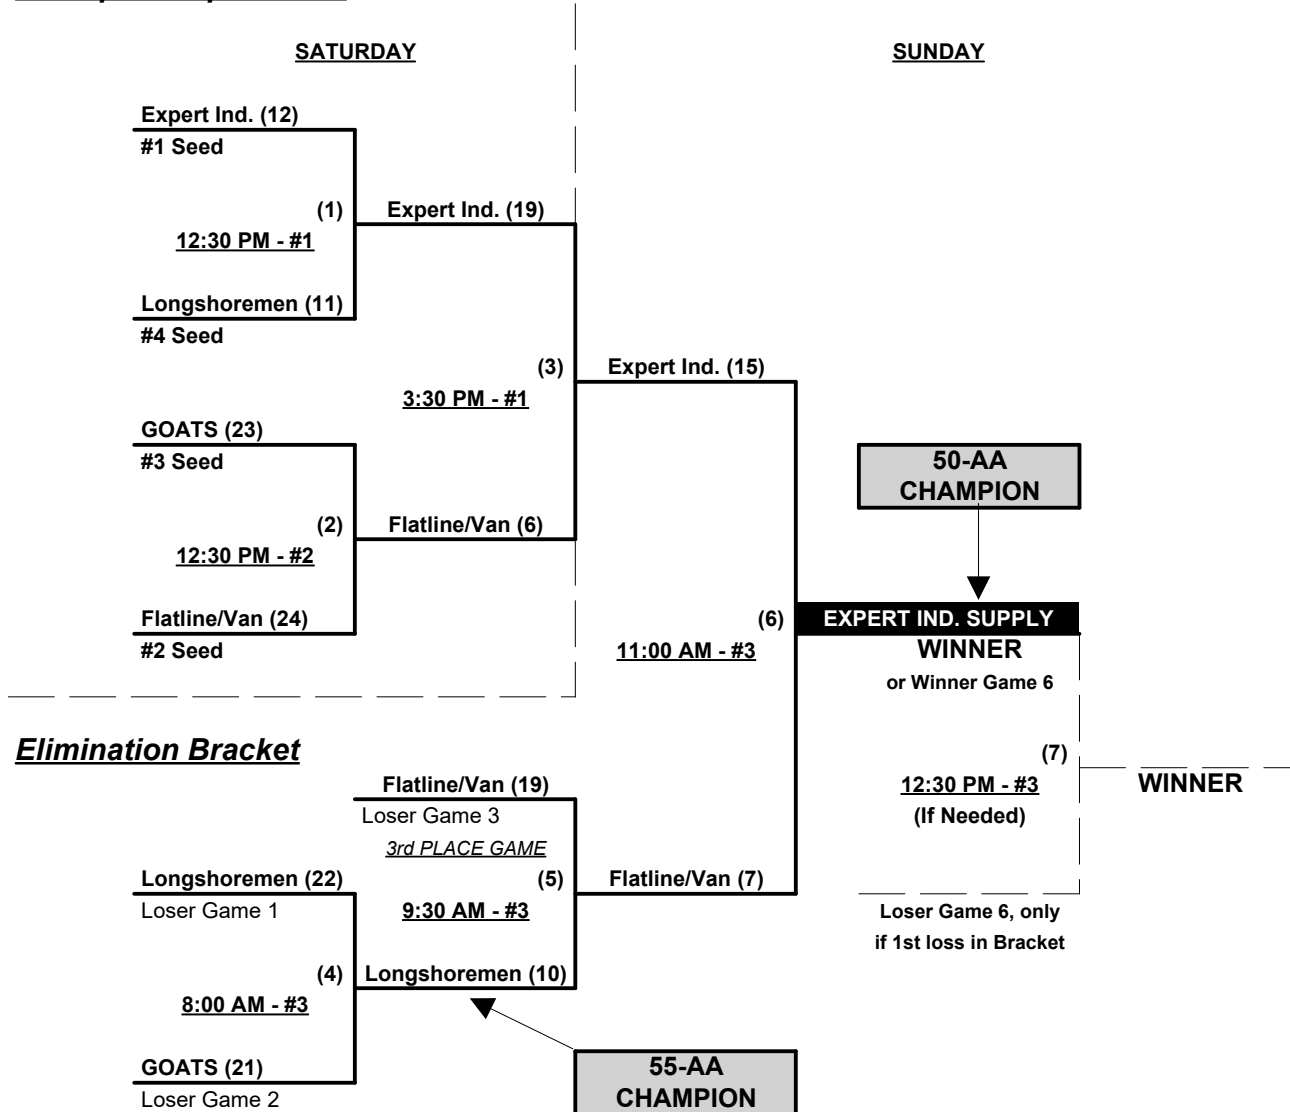 SATURDAY
SUNDAY
Expert Ind. (12)
#1 Seed
(1)
Expert Ind. (19)
12:30 PM - #1
Longshoremen (11)
#4 Seed
(3)
Expert Ind. (15)
3:30 PM - #1
GOATS (23)
#3 Seed
50-AA
CHAMPION
(2)
Flatline/Van (6)
12:30 PM - #2
Flatline/Van (24)
#2 Seed
(6)
EXPERT IND. SUPPLY
11:00 AM - #3
WINNER
or Winner Game 6
Elimination Bracket
(7)
12:30 PM - #3
(If Needed)
WINNER
Flatline/Van (19)
Loser Game 3
3rd PLACE GAME
Longshoremen (22)
Loser Game 1
(5)
Flatline/Van (7)
9:30 AM - #3
Loser Game 6, only
if 1st loss in Bracket
(4)
Longshoremen (10)
8:00 AM - #3
GOATS (21)
Loser Game 2
55-AA
CHAMPION